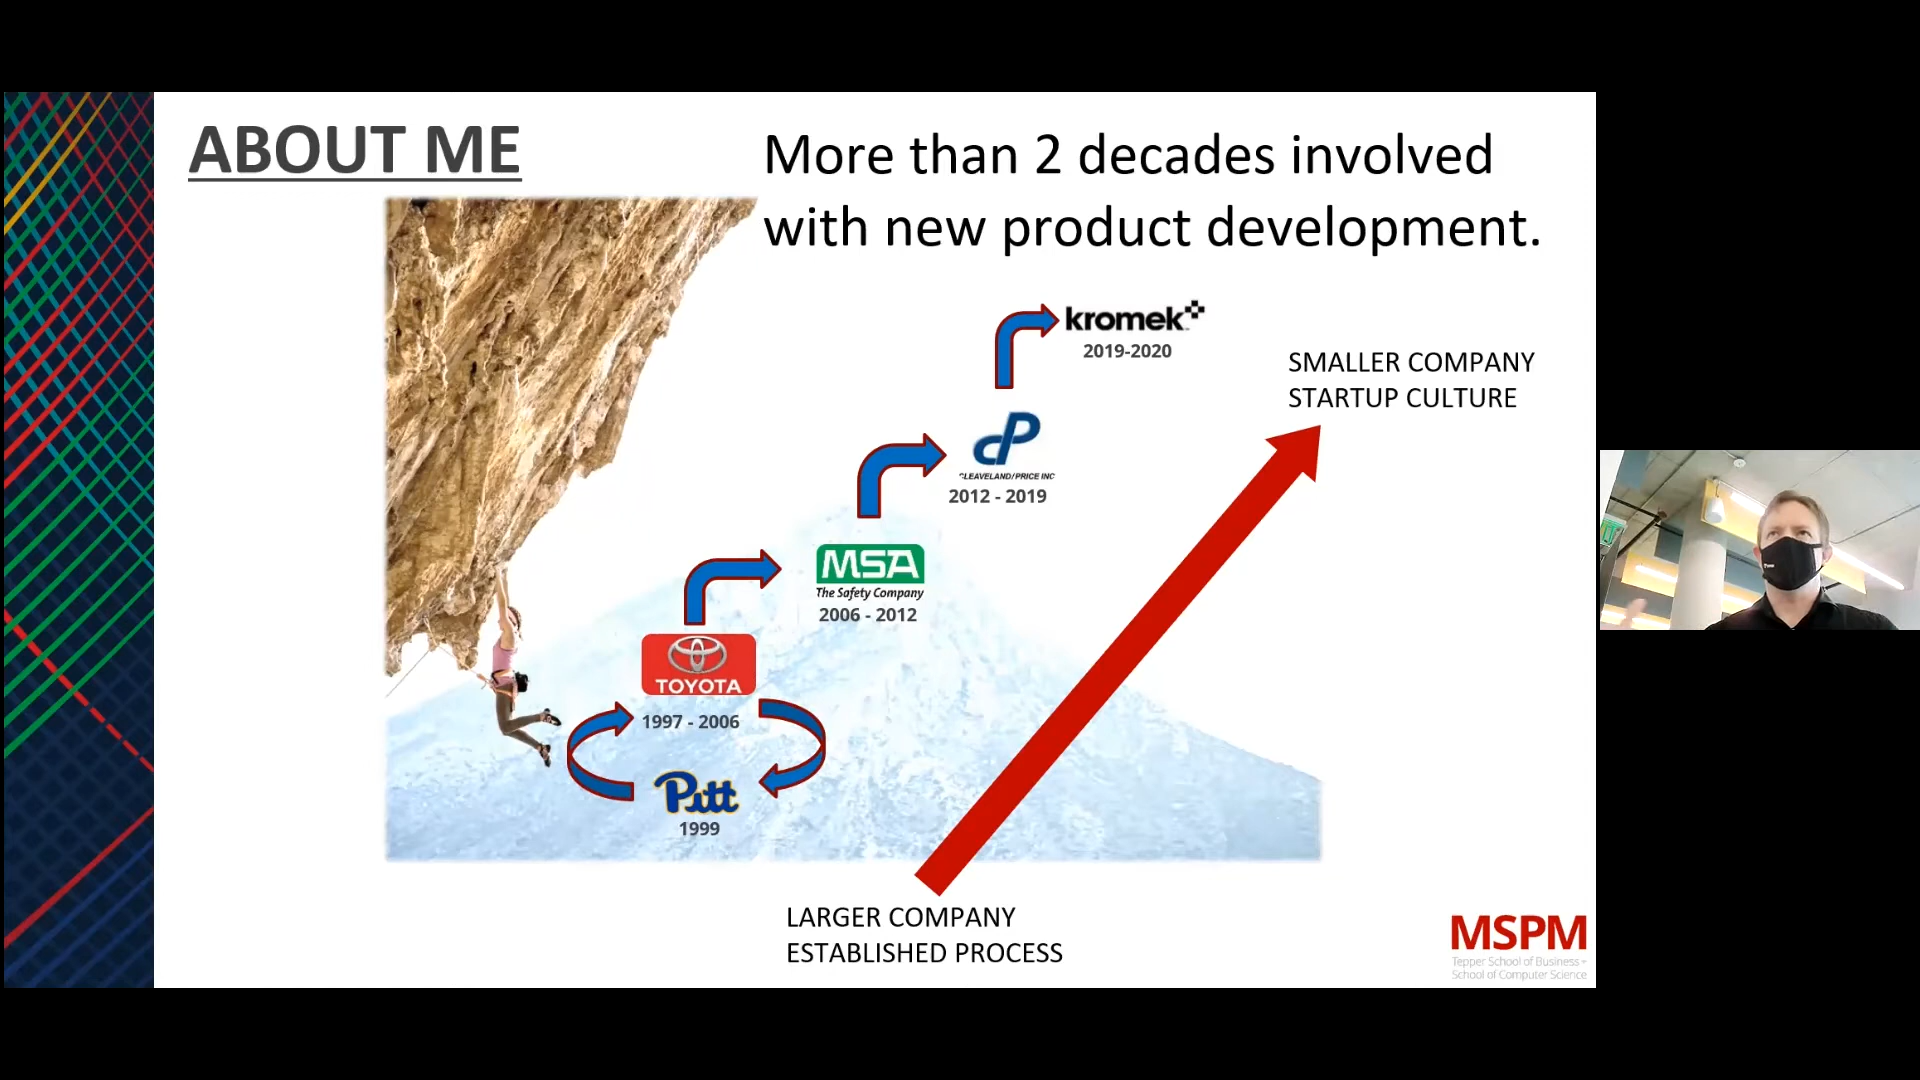 ABOUT ME
More than 2 decades involved
with new product development.
kromek
2019-2020
SMALLER COMPANY
STARTUP CULTURE
CP
CLEAVELAND/PRICE INC
2012 - 2019
MSA
The Safety Company
2006 - 2012
TOYOTA
1997 - 2006
Pitt
1999
LARGER COMPANY
ESTABLISHED PROCESS
MSPM
Tepper School of Business +
School of Computer Science